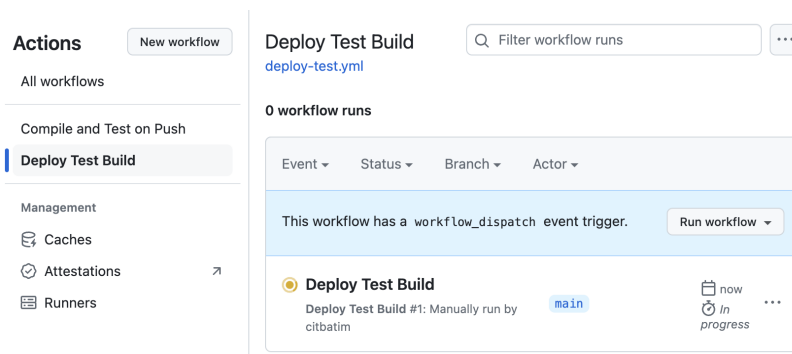 Actions
New workflow
All workflows
Compile and Test on Push
Deploy Test Build
Management
Caches
Attestations
Runners
Deploy Test Build
deploy-test.yml
Filter workflow runs
0 workflow runs
Event
Status
Branch
Actor
This workflow has a workflow_dispatch event trigger.
Run workflow
Deploy Test Build
Deploy Test Build #1: Manually run by
citbatim
main
now
In
progress